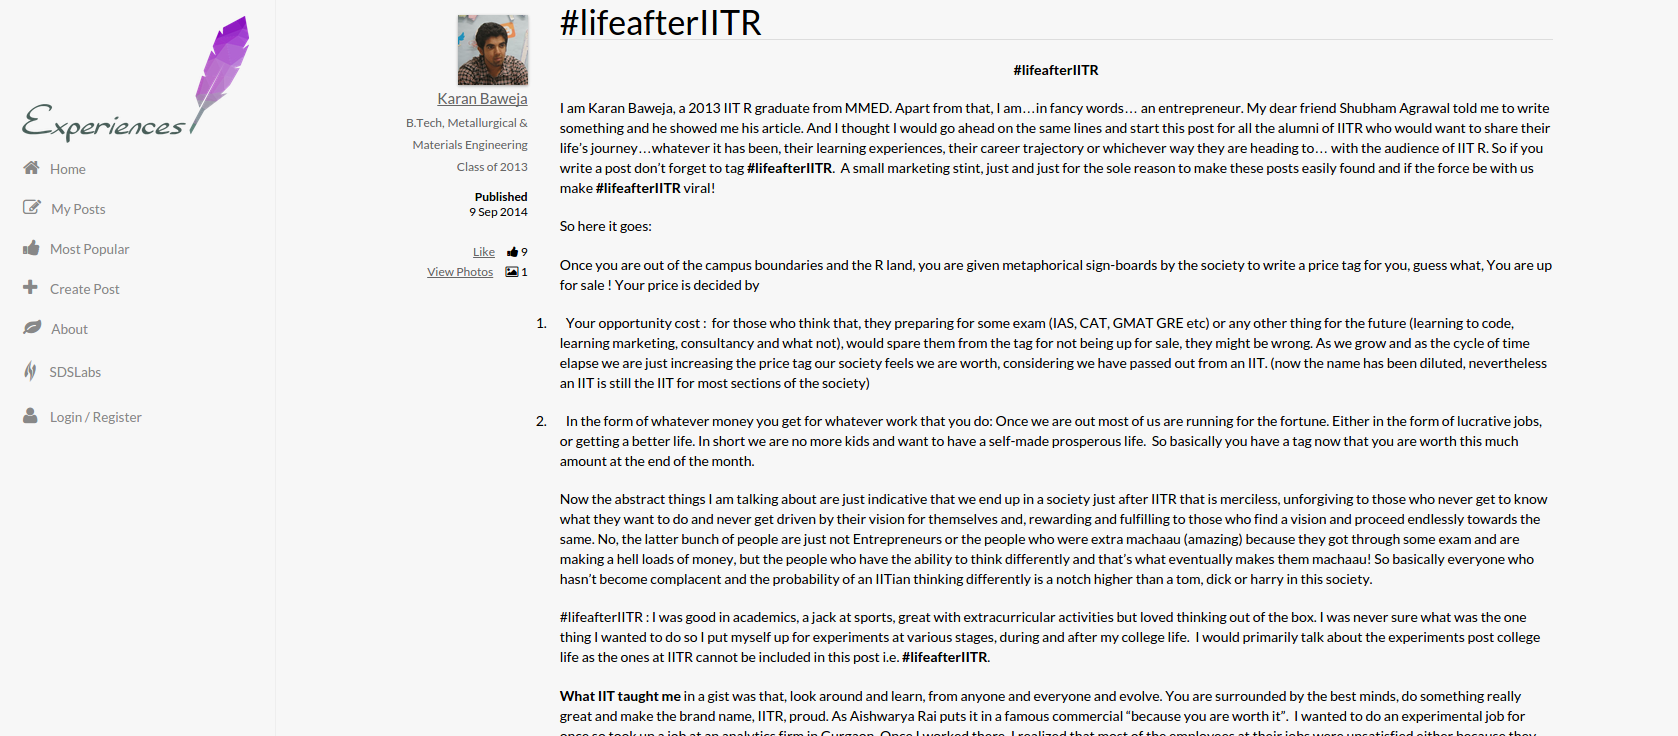 Experiences
Home
My Posts
Most Popular
Create Post
About
SDSLabs
Login / Register
Karan Baweja
B.Tech, Metallurgical &
Materials Engineering
Class of 2013
Published
9 Sep 2014
Like 9
View Photos 1
#lifeafterIITR
#lifeafterIITR
I am Karan Baweja, a 2013 IIT R graduate from MMED. Apart from that, I am…in fancy words… an entrepreneur. My dear friend Shubham Agrawal told me to write
something and he showed me his article. And I thought I would go ahead on the same lines and start this post for all the alumni of IITR who would want to share their
life’s journey…whatever it has been, their learning experiences, their career trajectory or whichever way they are heading to… with the audience of IIT R. So if you
write a post don’t forget to tag #lifeafterIITR.  A small marketing stint, just and just for the sole reason to make these posts easily found and if the force be with us
make #lifeafterIITR viral!
So here it goes:
Once you are out of the campus boundaries and the R land, you are given metaphorical sign-boards by the society to write a price tag for you, guess what, You are up
for sale ! Your price is decided by
1. Your opportunity cost :  for those who think that, they preparing for some exam (IAS, CAT, GMAT GRE etc) or any other thing for the future (learning to code,
learning marketing, consultancy and what not), would spare them from the tag for not being up for sale, they might be wrong. As we grow and as the cycle of time
elapse we are just increasing the price tag our society feels we are worth, considering we have passed out from an IIT. (now the name has been diluted, nevertheless
an IIT is still the IIT for most sections of the society)
2. In the form of whatever money you get for whatever work that you do: Once we are out most of us are running for the fortune. Either in the form of lucrative jobs,
or getting a better life. In short we are no more kids and want to have a self-made prosperous life.  So basically you have a tag now that you are worth this much
amount at the end of the month.
Now the abstract things I am talking about are just indicative that we end up in a society just after IITR that is merciless, unforgiving to those who never get to know
what they want to do and never get driven by their vision for themselves and, rewarding and fulfilling to those who find a vision and proceed endlessly towards the
same. No, the latter bunch of people are just not Entrepreneurs or the people who were extra machaau (amazing) because they got through some exam and are
making a hell loads of money, but the people who have the ability to think differently and that’s what eventually makes them machaau! So basically everyone who
hasn’t become complacent and the probability of an IITian thinking differently is a notch higher than a tom, dick or harry in this society.
#lifeafterIITR : I was good in academics, a jack at sports, great with extracurricular activities but loved thinking out of the box. I was never sure what was the one
thing I wanted to do so I put myself up for experiments at various stages, during and after my college life.  I would primarily talk about the experiments post college
life as the ones at IITR cannot be included in this post i.e. #lifeafterIITR.
What IIT taught me in a gist was that, look around and learn, from anyone and everyone and evolve. You are surrounded by the best minds, do something really
great and make the brand name, IITR, proud. As Aishwarya Rai puts it in a famous commercial “because you are worth it”.  I wanted to do an experimental job for
once so took up a job at an analytics firm in Gurgaon. Once I worked there, I realized that most of the employees at their jobs were unsatisfied either because they